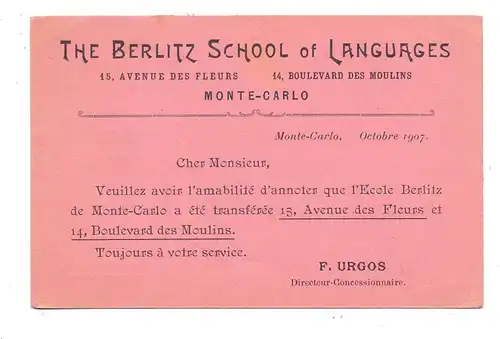 THE BERLITZ SCHOOL OF LANGUAGES
15, AVENUE DES FLEURS 14, BOULEVARD DES MOULINS
MONTE-CARLO
Monte-Carlo, Octobre 1907.
Cher Monsieur,
Veuillez avoir l'amabilité d'annoter que l'Ecole Berlitz
de Monte-Carlo a été transférée 15, Avenue des Fleurs et
14, Boulevard des Moulins.
Toujours à votre service.
F. URGOS
Directeur-Concessionnaire.